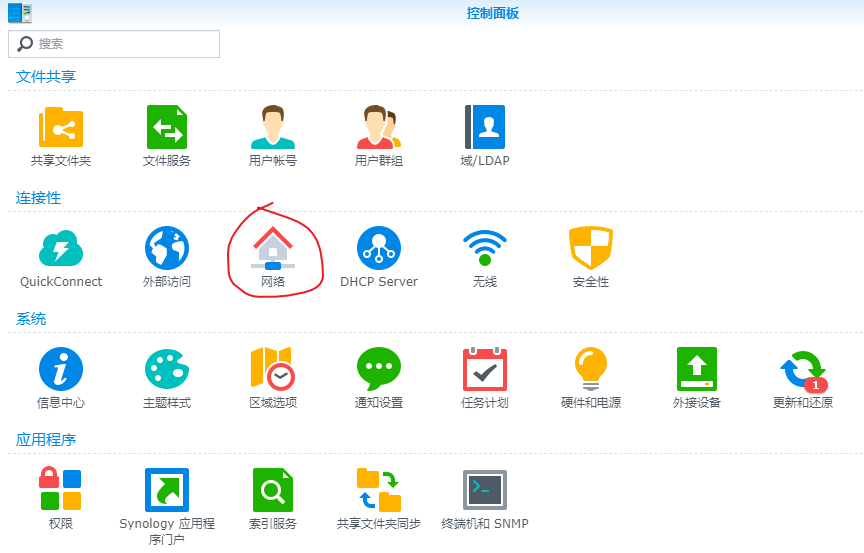 控制面板
搜索
文件共享
共享文件夹
文件服务
用户帐号
用户群组
域/LDAP
连接性
QuickConnect
外部访问
网络
DHCP Server
无线
安全性
系统
信息中心
主题样式
区域选项
通知设置
任务计划
硬件和电源
外接设备
1
更新和还原
应用程序
权限
Synology 应用程
序门户
索引服务
共享文件夹同步
终端机和 SNMP